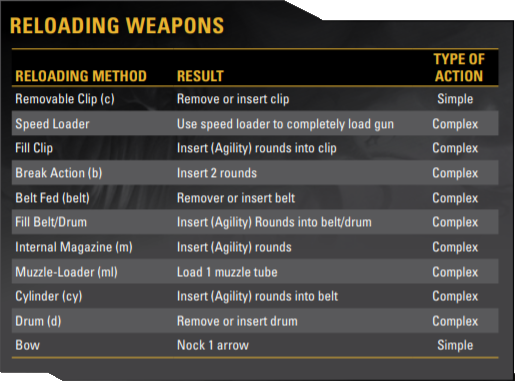 RELOADING WEAPONS
RELOADING METHOD RESULT TYPE OF ACTION
Removable Clip (c) Remove or insert clip Simple
Speed Loader Use speed loader to completely load gun Complex
Fill Clip Insert (Agility) rounds into clip Complex
Break Action (b) Insert 2 rounds Complex
Belt Fed (belt) Remover or insert belt Complex
Fill Belt/Drum Insert (Agility) Rounds into belt/drum Complex
Internal Magazine (m) Insert (Agility) rounds Complex
Muzzle-Loader (ml) Load 1 muzzle tube Complex
Cylinder (cy) Insert (Agility) rounds into belt Complex
Drum (d) Remove or insert drum Complex
Bow Nock 1 arrow Simple